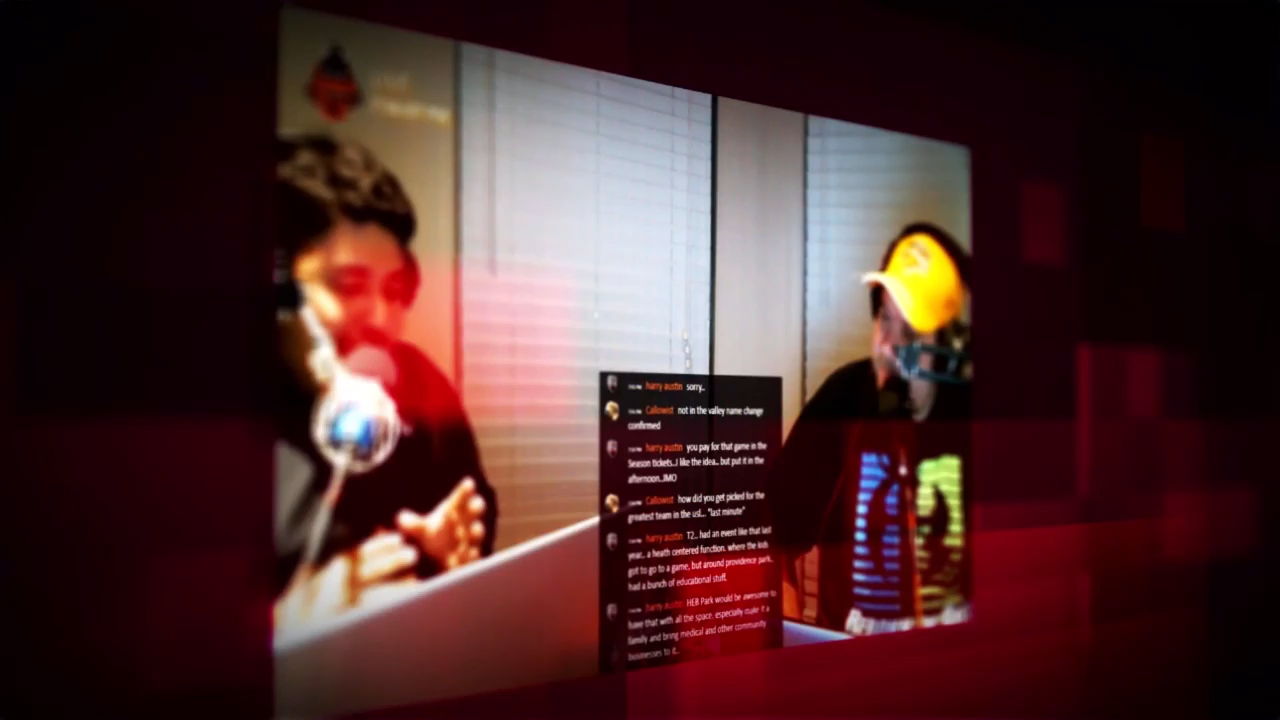 harry austin sorry..
Callowist not in the valley name change
confirmed
harry austin you pay for that game in the
Season tickets..I like the idea.. but put it in the
afternoon..IMO
Callowist how did you get picked for the
greatest team in the usl... "last minute"
harry austin T2.. had an event like that last
year.. a heath centered function. where the kids
got to go to a game, but around providence park,
had a bunch of educational stuff.
harry austin HEB Park would be awesome to
have that with all the space. especially make it a
family and bring medical and other community
businesses to it..